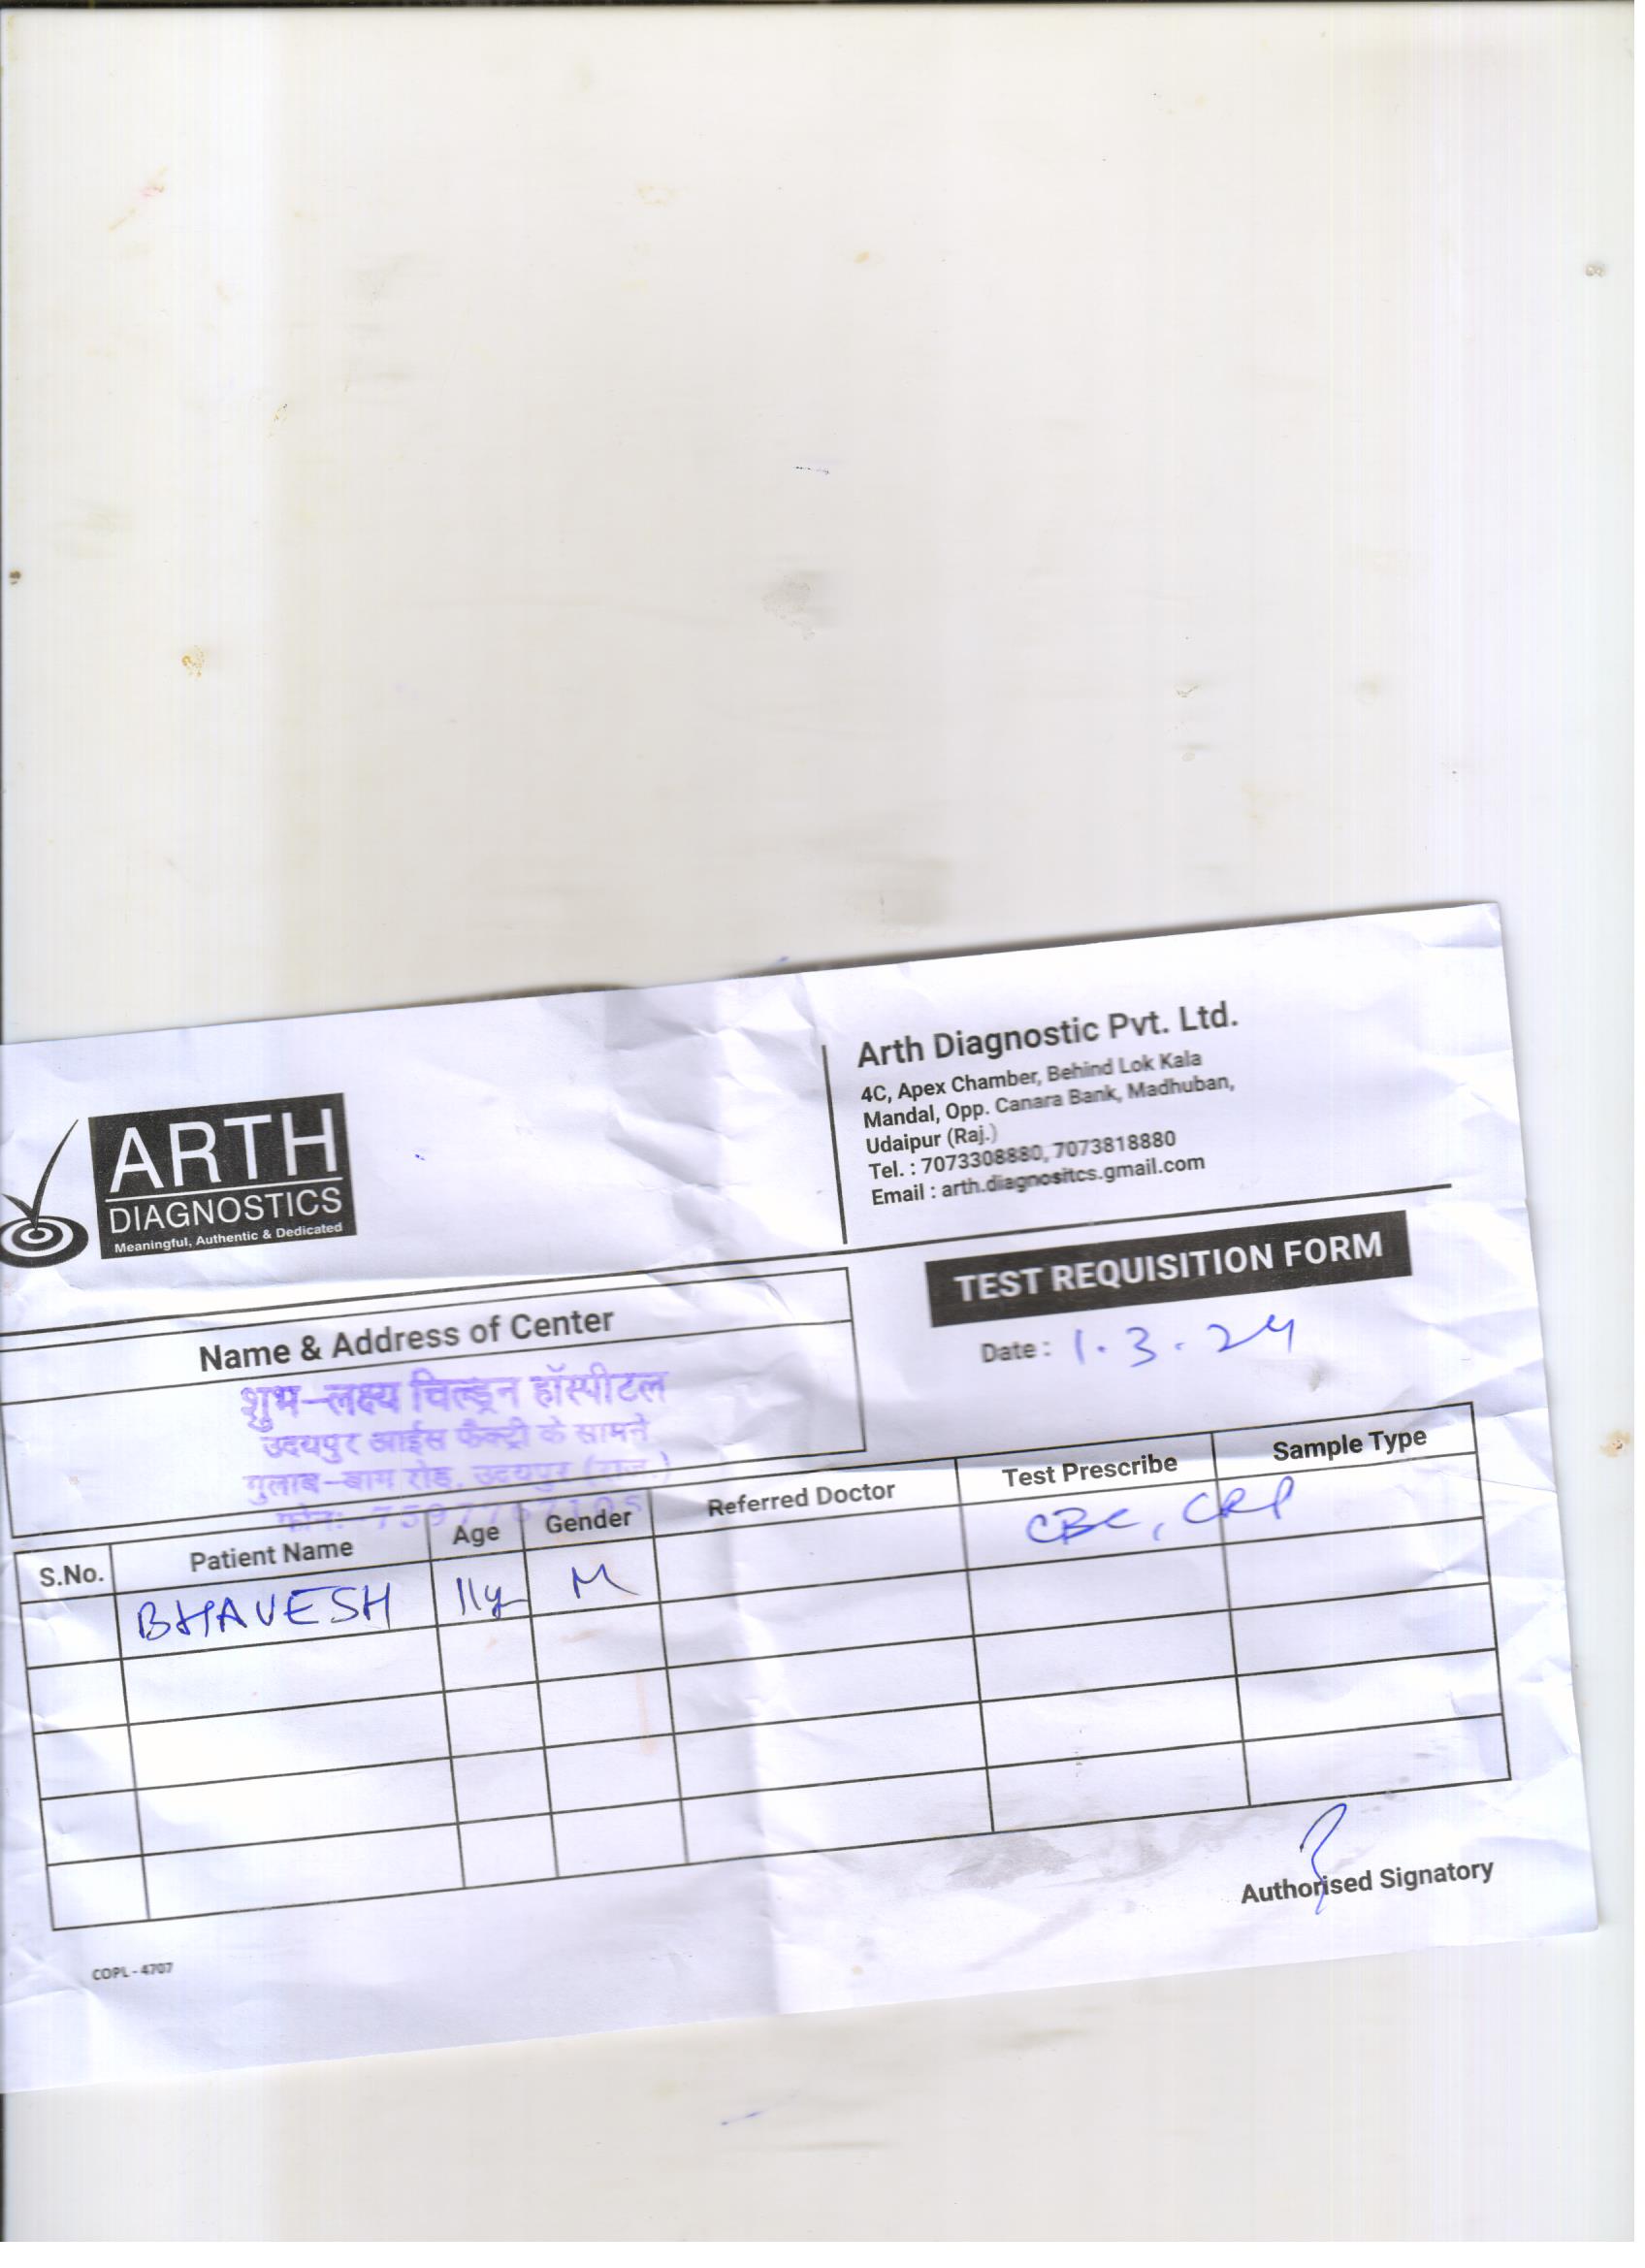 ARTH
DIAGNOSTICS
Meaningful, Authentic & Dedicated
Arth Diagnostic Pvt. Ltd.
4C, Apex Chamber, Behind Lok Kala
Mandal, Opp. Canara Bank, Madhuban,
Udaipur (Raj.)
Tel. : 7073308880, 7073818880
Email : arth.diagnositcs.gmail.com
TEST REQUISITION FORM
Date : 1.3.24
Name & Address of Center
शुभ-लक्ष्य चिल्ड्रन हॉस्पीटल
उदयपुर आईस फैक्ट्री के सामने
गुलाब-बाग रोड, उदयपुर (राज.)
फोन:-7597767105
S.No. Patient Name Age Gender Referred Doctor Test Prescribe Sample Type
BHAVESH 11y M CBC, CRP
Authorised Signatory
COPL - 4707